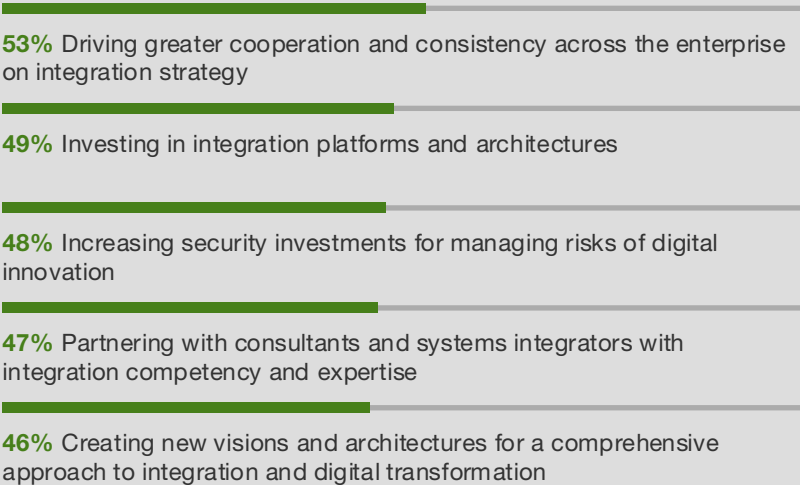 53% Driving greater cooperation and consistency across the enterprise
on integration strategy
49% Investing in integration platforms and architectures
48% Increasing security investments for managing risks of digital
innovation
47% Partnering with consultants and systems integrators with
integration competency and expertise
46% Creating new visions and architectures for a comprehensive
approach to integration and digital transformation